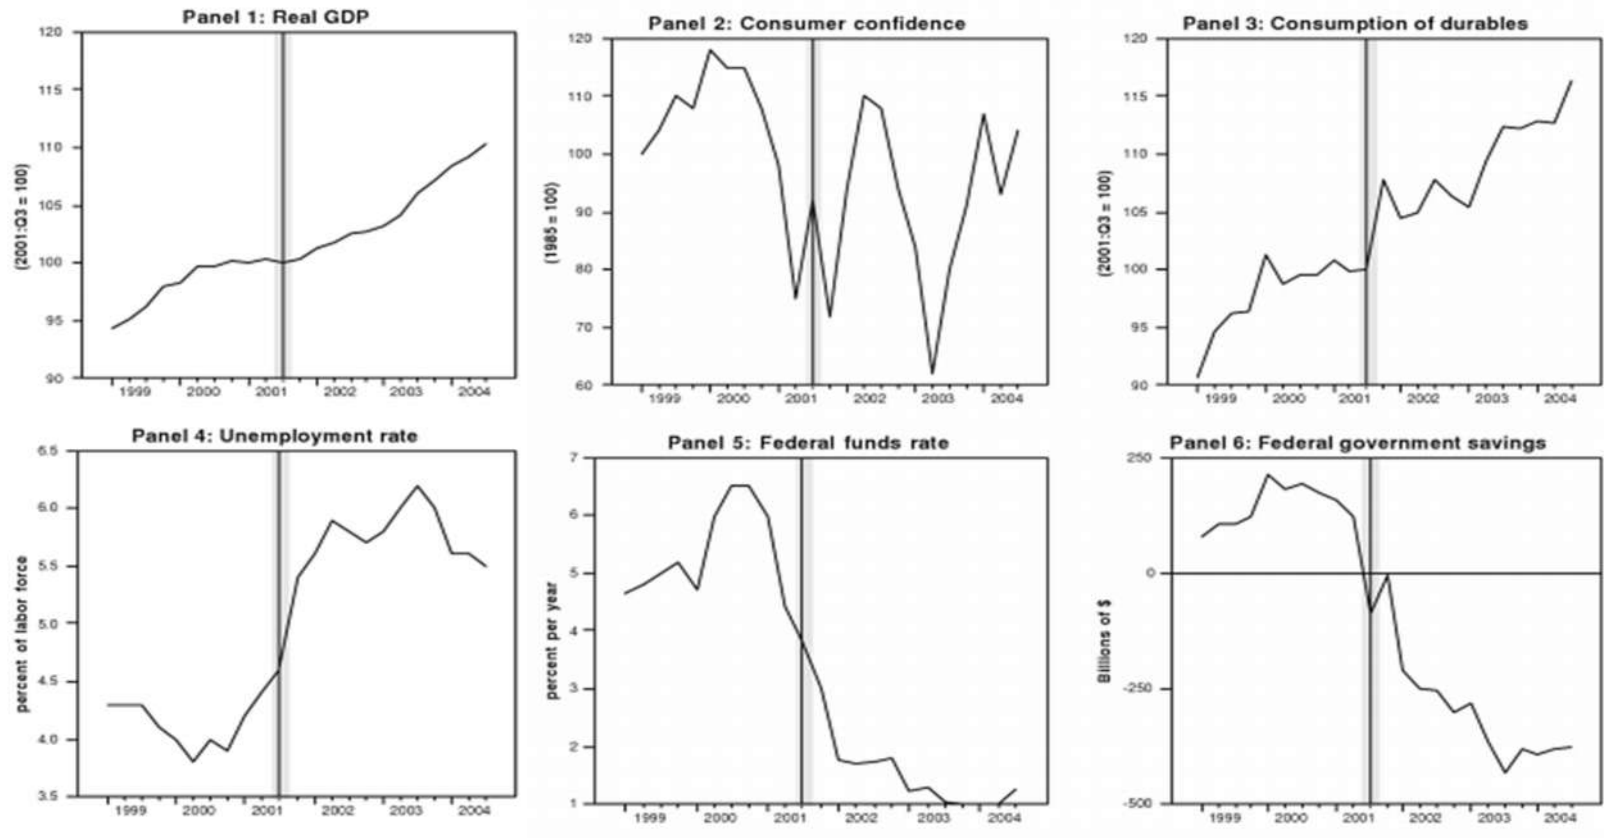 Panel 1: Real GDP
(2001:Q3 = 100)
120
115
110
105
100
95
90
1999 2000 2001 2002 2003 2004
Panel 2: Consumer confidence
(1985 = 100)
120
110
100
90
80
70
60
1999 2000 2001 2002 2003 2004
Panel 3: Consumption of durables
(2001:Q3 = 100)
120
115
110
105
100
95
90
1999 2000 2001 2002 2003 2004
Panel 4: Unemployment rate
percent of labor force
6.5
6.0
5.5
5.0
4.5
4.0
3.5
1999 2000 2001 2002 2003 2004
Panel 5: Federal funds rate
percent per year
7
6
5
4
3
2
1
1999 2000 2001 2002 2003 2004
Panel 6: Federal government savings
Billions of $
250
0
-250
-500
1999 2000 2001 2002 2003 2004